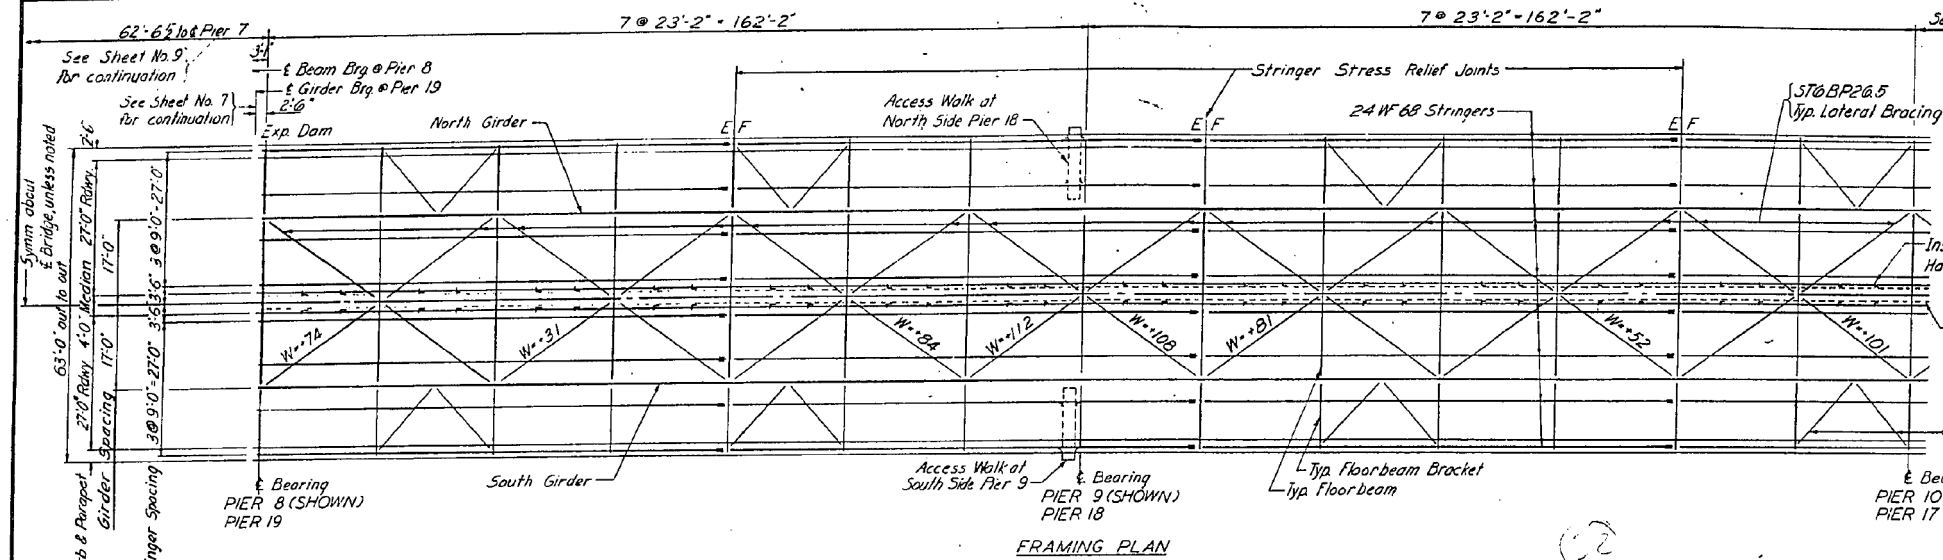 62'-6½ to ℄ Pier 7
7 @ 23'-2" = 162'-2"
7 @ 23'-2" = 162'-2"
See Sheet No. 9
for continuation
3'-1"
℄ Beam Brg @ Pier 8
℄ Girder Brg. @ Pier 19
See Sheet No. 7
for continuation
2'-6"
Exp. Dam
North Girder
E F
Access Walk at
North Side Pier 18
Stringer Stress Relief Joints
E F
24 WF 68 Stringers
E F
ST6BP26.5
Typ. Lateral Bracing
Symm about
℄ Bridge, unless noted
63'-0" out to out
2'-6"
27'-0" Rdwy 4'-0" Median 27'-0" Rdwy.
Girder Spacing 17'-0" 17'-0"
3 @ 9'-0" = 27'-0" 3'-6" 3'-6" 3 @ 9'-0" = 27'-0"
W=+74
W=+31
W=+84
W=+112
W=+108
W=+81
W=+52
W=+101
South Girder
Access Walk at
South Side Pier 9
Typ. Floorbeam Bracket
Typ. Floorbeam
℄ Bearing
PIER 8 (SHOWN)
PIER 19
℄ Bearing
PIER 9 (SHOWN)
PIER 18
PIER 10
PIER 17
& Parapet
Spacing
FRAMING PLAN